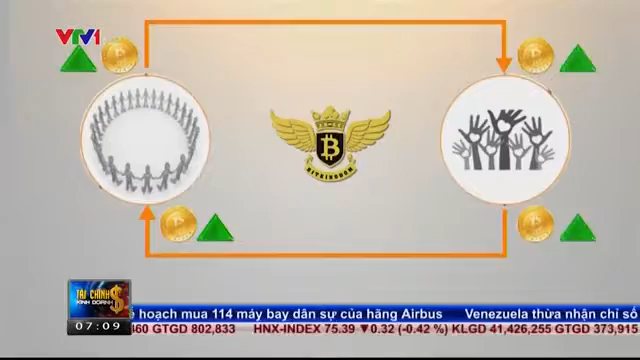 VTV1
BITKINGDOM
TÀI CHÍNH
KINH DOANH
07:09
hoạch mua 114 máy bay dân sự của hãng Airbus Venezuela thừa nhận chỉ số
460 GTGD 802,833 HNX-INDEX 75.39 ▼0.32 (-0.42 %) KLGD 41,426,255 GTGD 373,915